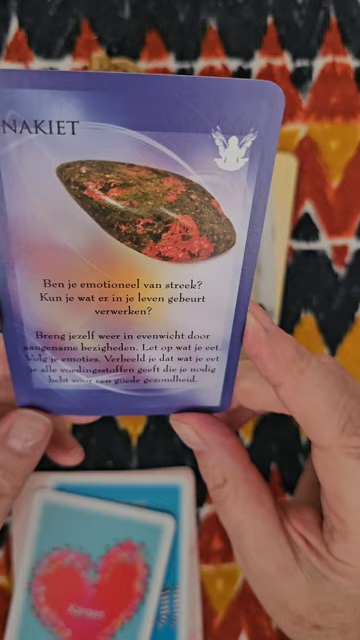 NAKIET
Ben je emotioneel van streek?
Kun je wat er in je leven gebeurt
verwerken?
Breng jezelf weer in evenwicht door
aangename bezigheden. Let op wat je eet.
Volg je emoties. Verbeeld je dat wat je eet
je alle voedingsstoffen geeft die je nodig
hebt voor een goede gezondheid.